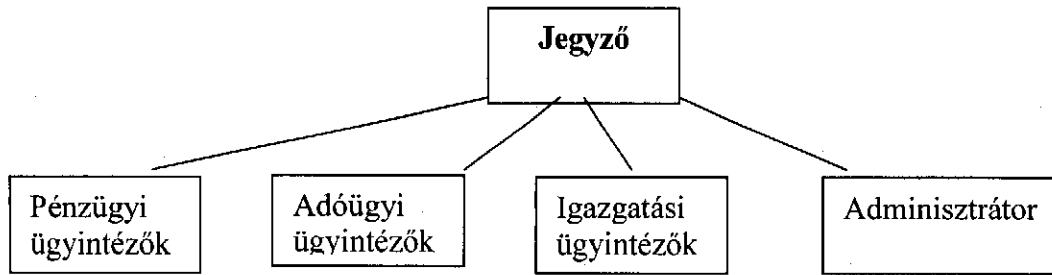 Jegyző
Pénzügyi
ügyintézők
Adóügyi
ügyintézők
Igazgatási
ügyintézők
Adminisztrátor